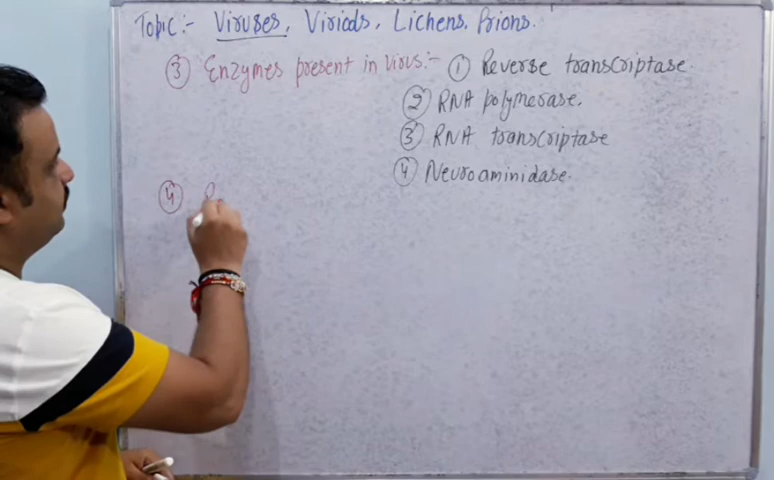 Topic:- Viruses, Viriods, Lichens, Prions.
③ Enzymes present in Virus:- ① Reverse transcriptase.
② RNA polymerase.
③ RNA transcriptase
④ Neuroaminidase.
④